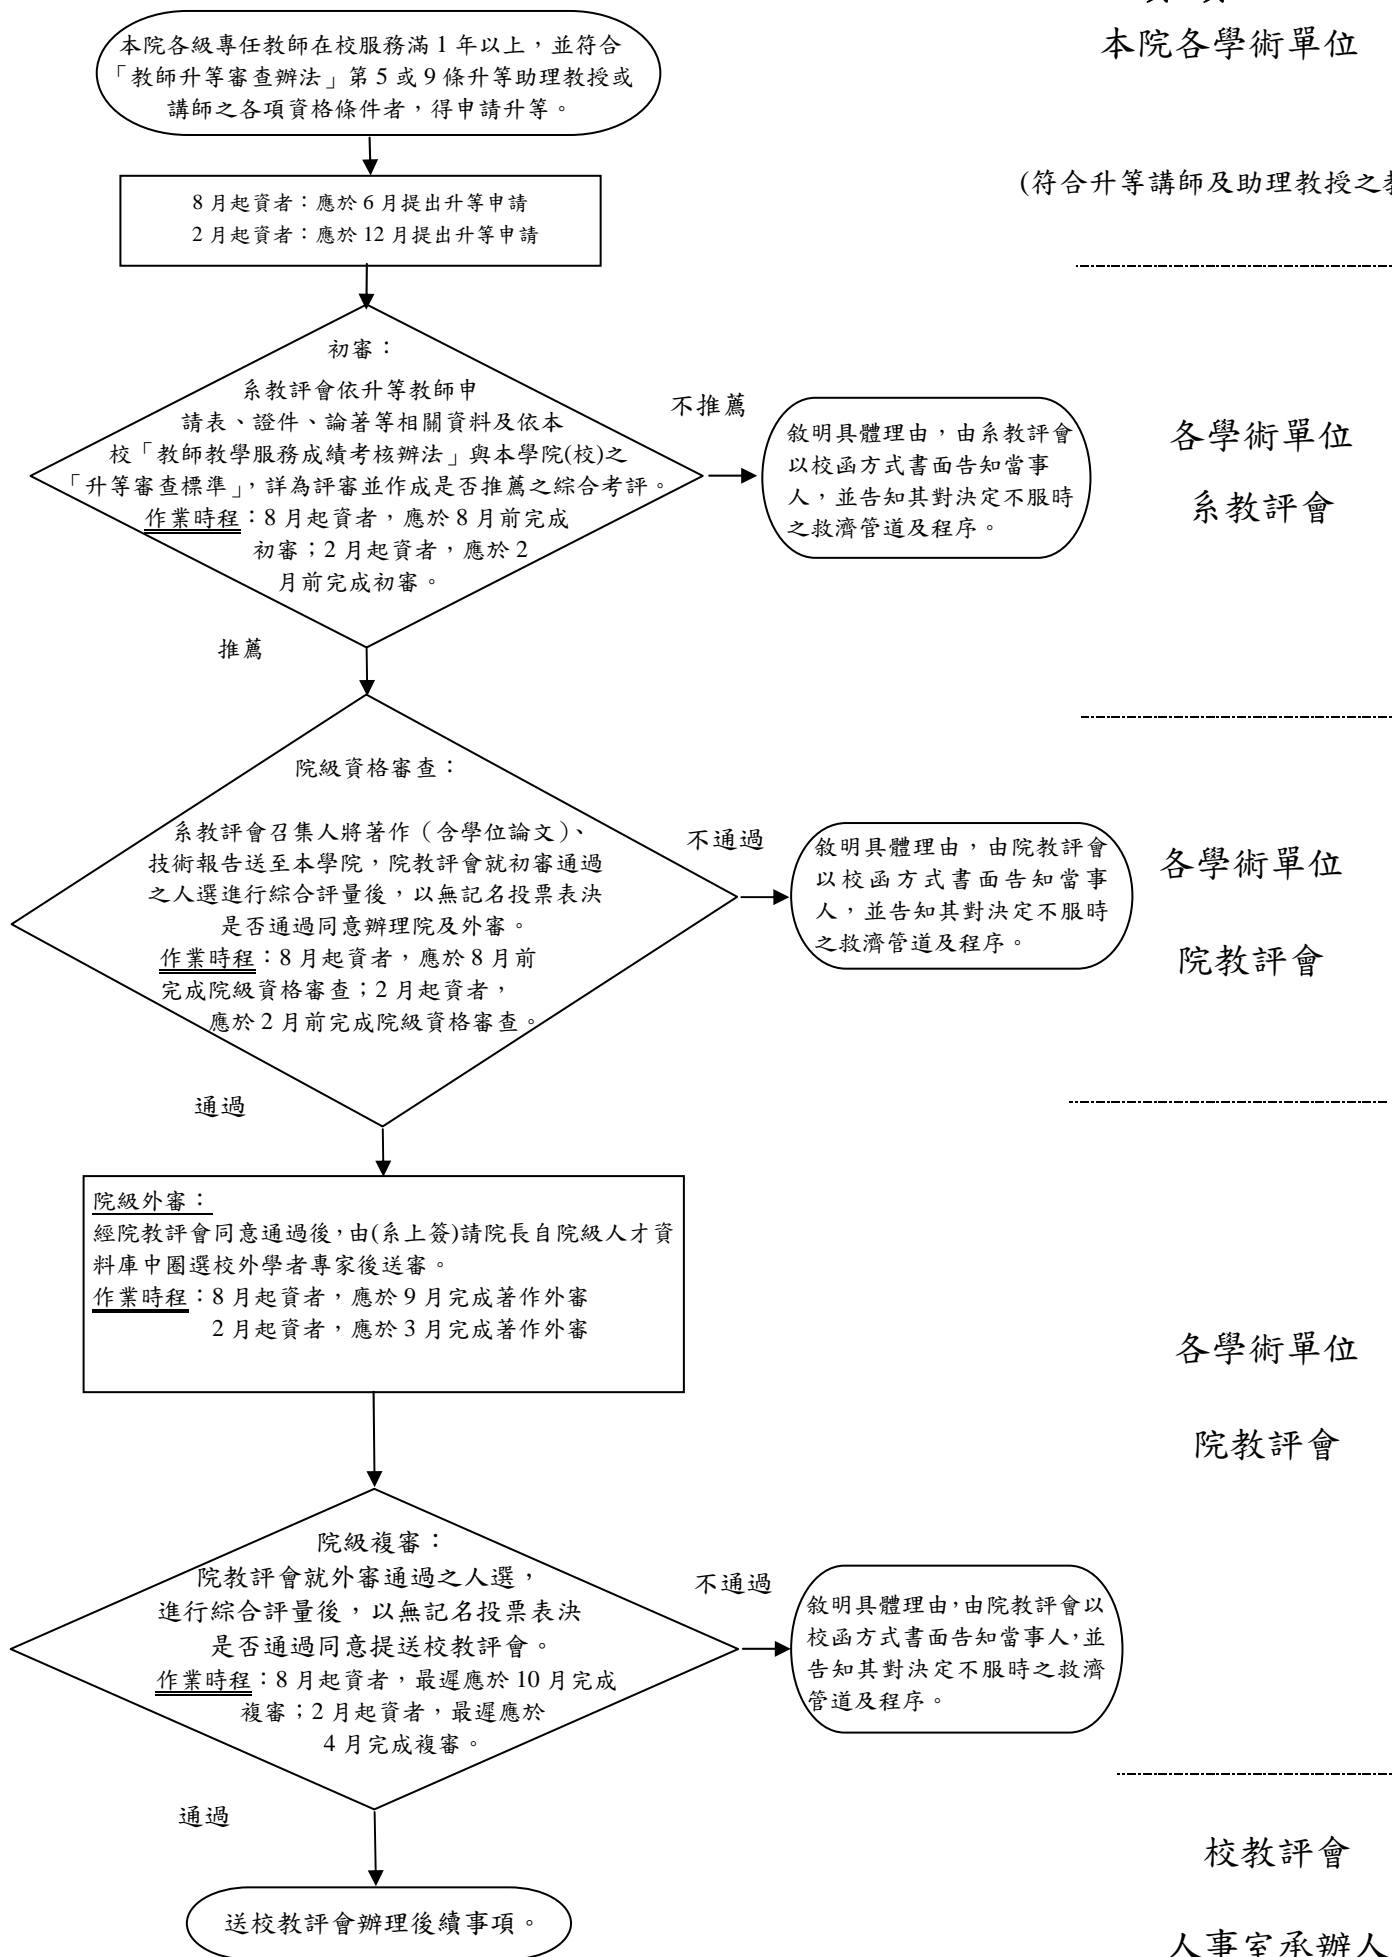 本院各級專任教師在校服務滿 1 年以上，並符合
「教師升等審查辦法」第 5 或 9 條升等助理教授或
講師之各項資格條件者，得申請升等。
本院各學術單位
8 月起資者：應於 6 月提出升等申請
2 月起資者：應於 12 月提出升等申請
(符合升等講師及助理教授之
初審：
系教評會依升等教師申
請表、證件、論著等相關資料及依本
校「教師教學服務成績考核辦法」與本學院(校)之
「升等審查標準」，詳為評審並作成是否推薦之綜合考評。
作業時程：8 月起資者，應於 8 月前完成
初審；2 月起資者，應於 2
月前完成初審。
不推薦
敘明具體理由，由系教評會
以校函方式書面告知當事
人，並告知其對決定不服時
之救濟管道及程序。
各學術單位
系教評會
推薦
院級資格審查：
系教評會召集人將著作（含學位論文）、
技術報告送至本學院，院教評會就初審通過
之人選進行綜合評量後，以無記名投票表決
是否通過同意辦理院及外審。
作業時程：8 月起資者，應於 8 月前
完成院級資格審查；2 月起資者，
應於 2 月前完成院級資格審查。
不通過
敘明具體理由，由院教評會
以校函方式書面告知當事
人，並告知其對決定不服時
之救濟管道及程序。
各學術單位
院教評會
通過
院級外審：
經院教評會同意通過後，由(系上簽)請院長自院級人才資
料庫中圈選校外學者專家後送審。
作業時程：8 月起資者，應於 9 月完成著作外審
2 月起資者，應於 3 月完成著作外審
各學術單位
院教評會
院級複審：
院教評會就外審通過之人選，
進行綜合評量後，以無記名投票表決
是否通過同意提送校教評會。
作業時程：8 月起資者，最遲應於 10 月完成
複審；2 月起資者，最遲應於
4 月完成複審。
不通過
敘明具體理由，由院教評會以
校函方式書面告知當事人，並
告知其對決定不服時之救濟
管道及程序。
通過
校教評會
送校教評會辦理後續事項。
人事室承辦人